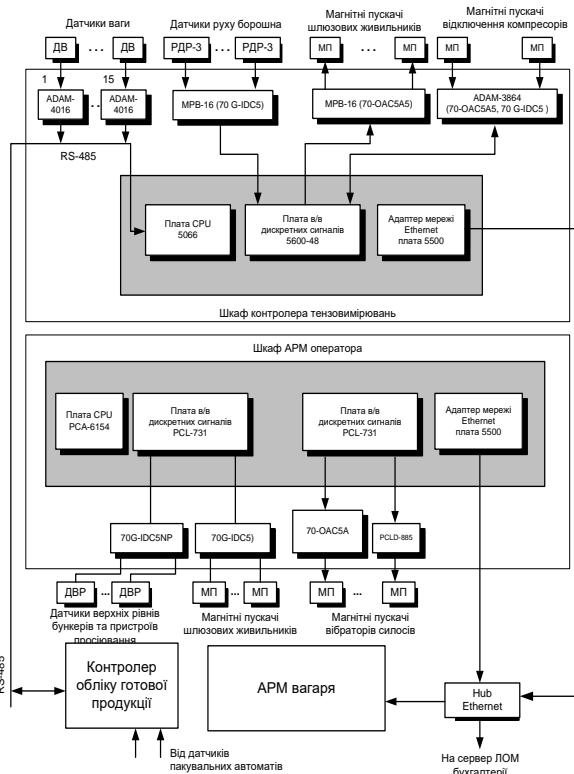 Датчики ваги
Датчики руху борошна
Магнітні пускачі
шлюзових живильників
Магнітні пускачі
відключення компресорів
ДВ ... ДВ
РДР-3 ... РДР-3
МП ... МП
МП МП
1 15
ADAM-
4016
..
ADAM-
4016
MPB-16 (70 G-IDC5)
MPB-16 (70-OAC5A5)
ADAM-3864
(70-OAC5A5, 70 G-IDC5 )
RS-485
Плата CPU
5066
Плата в/в
дискретних сигналів
5600-48
Адаптер мережі
Ethernet
плата 5500
Шкаф контролера тензовимірювань
Шкаф АРМ оператора
Плата CPU
PCA-6154
Плата в/в
дискретних сигналів
PCL-731
Плата в/в
дискретних сигналів
PCL-731
Адаптер мережі
Ethernet
плата 5500
70G-IDC5NP
70G-IDC5)
70-OAC5A
PCLD-885
ДВР ... ДВР
МП ... МП
МП ... МП
Датчики верхніх рівнів
бункерів та пристроїв
просіювання
Магнітні пускачі
шлюзових живильників
Магнітні пускачі
вібраторів силосів
RS-485
Контролер
обліку готової
продукції
АРМ вагаря
Hub
Ethernet
Від датчиків
пакувальних автоматів
На сервер ЛОМ
бухгалтерії